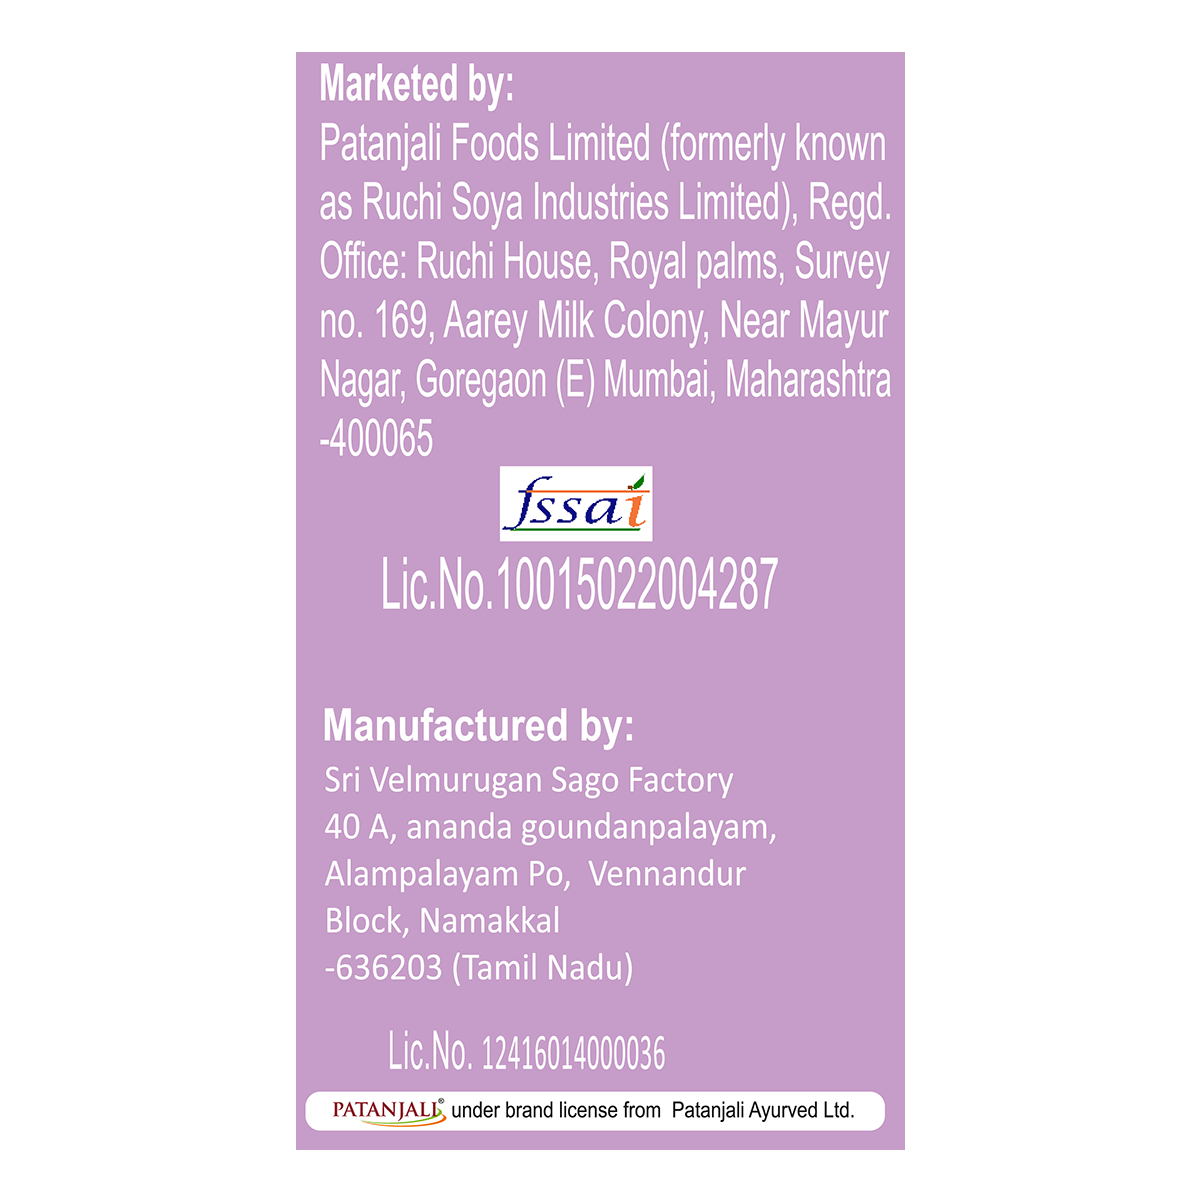 Marketed by:
Patanjali Foods Limited (formerly known
as Ruchi Soya Industries Limited), Regd.
Office: Ruchi House, Royal palms, Survey
no. 169, Aarey Milk Colony, Near Mayur
Nagar, Goregaon (E) Mumbai, Maharashtra
-400065
fssai
Lic.No.10015022004287
Manufactured by:
Sri Velmurugan Sago Factory
40 A, ananda goundanpalayam,
Alampalayam Po, Vennandur
Block, Namakkal
-636203 (Tamil Nadu)
Lic.No. 12416014000036
PATANJALI® under brand license from Patanjali Ayurved Ltd.